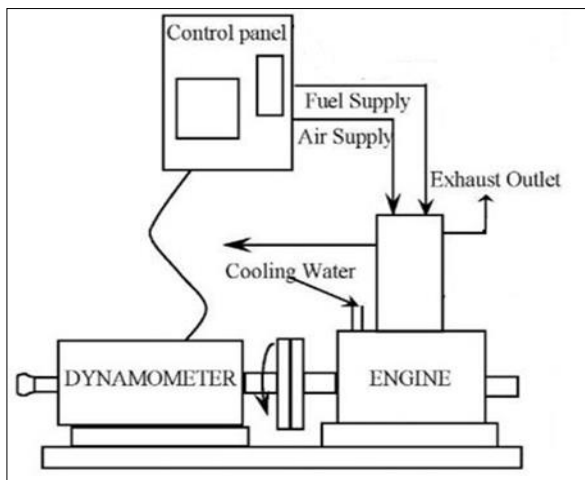 Control panel
Fuel Supply
Air Supply
Exhaust Outlet
Cooling Water
DYNAMOMETER
ENGINE